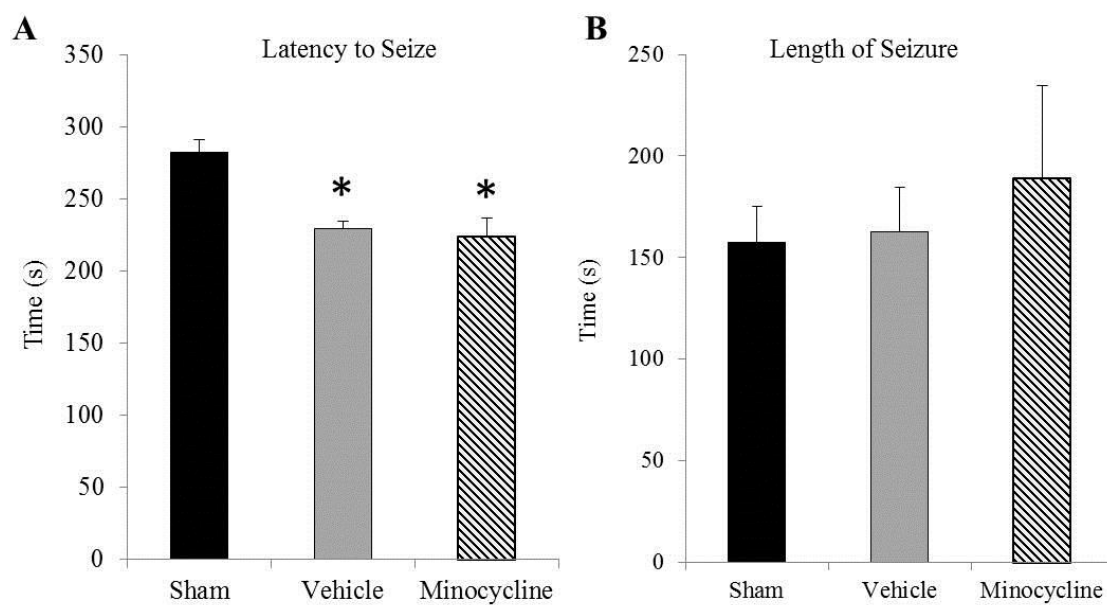 A
Latency to Seize
350
300
250
200
150
100
50
0
Time (s)
*
*
Sham
Vehicle
Minocycline
B
Length of Seizure
250
200
150
100
50
0
Time (s)
Sham
Vehicle
Minocycline